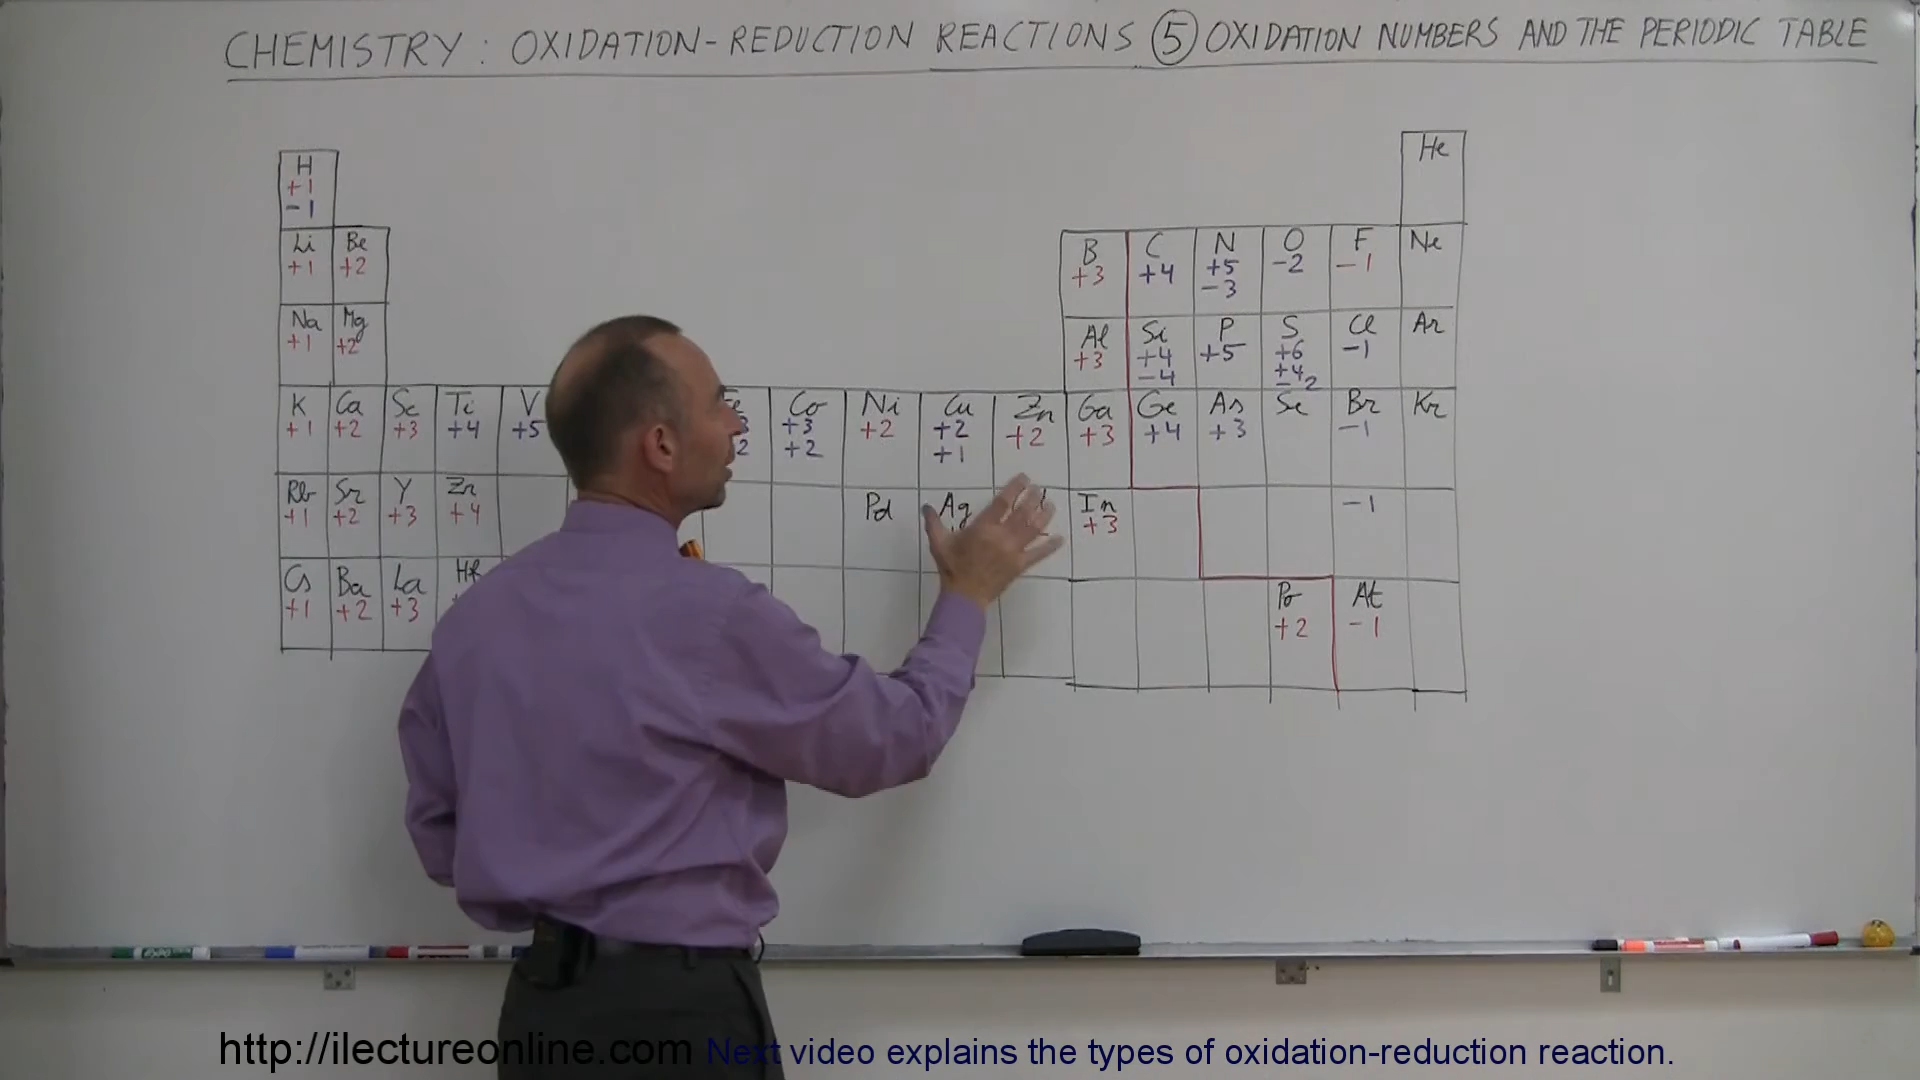 CHEMISTRY: OXIDATION-REDUCTION REACTIONS ⑤ OXIDATION NUMBERS AND THE PERIODIC TABLE
He
H
+1
-1
Li Be B C N O F Ne
+1 +2 +3 +4 +5 -2 -1
-3
Na Mg Al Si P S Cl Ar
+1 +2 +3 +4 +5 +6 -1
-4 +4
-2
K Ca Sc Ti V Co Ni Cu Zn Ga Ge As Se Br Kr
+1 +2 +3 +4 +5 +3 +2 +2 +2 +3 +4 +3 -1
+2 +1
Rb Sr Y Zr Pd Ag In
+1 +2 +3 +4 +3 -1
Cs Ba La Hf Po At
+1 +2 +3 +2 -1
http://ilectureonline.com Next video explains the types of oxidation-reduction reaction.